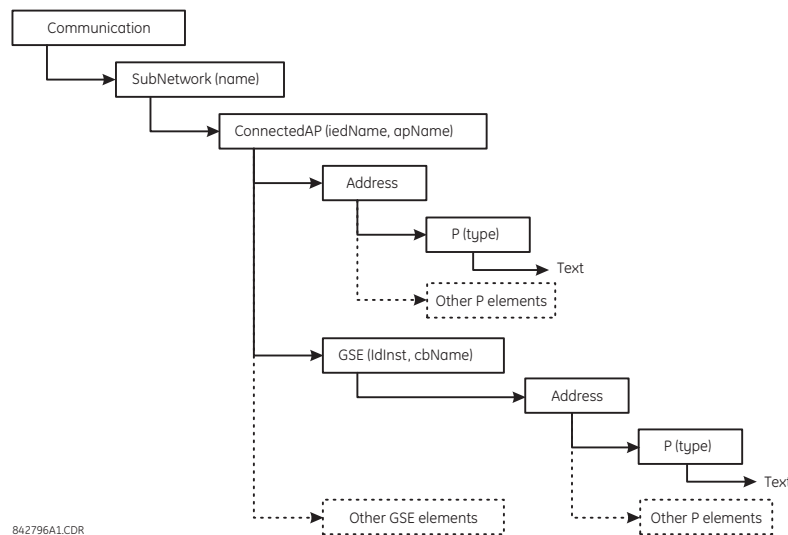 Communication
SubNetwork (name)
ConnectedAP (iedName, apName)
Address
P (type)
Text
Other P elements
GSE (IdInst, cbName)
Address
P (type)
Text
Other GSE elements
Other P elements
842796A1.CDR